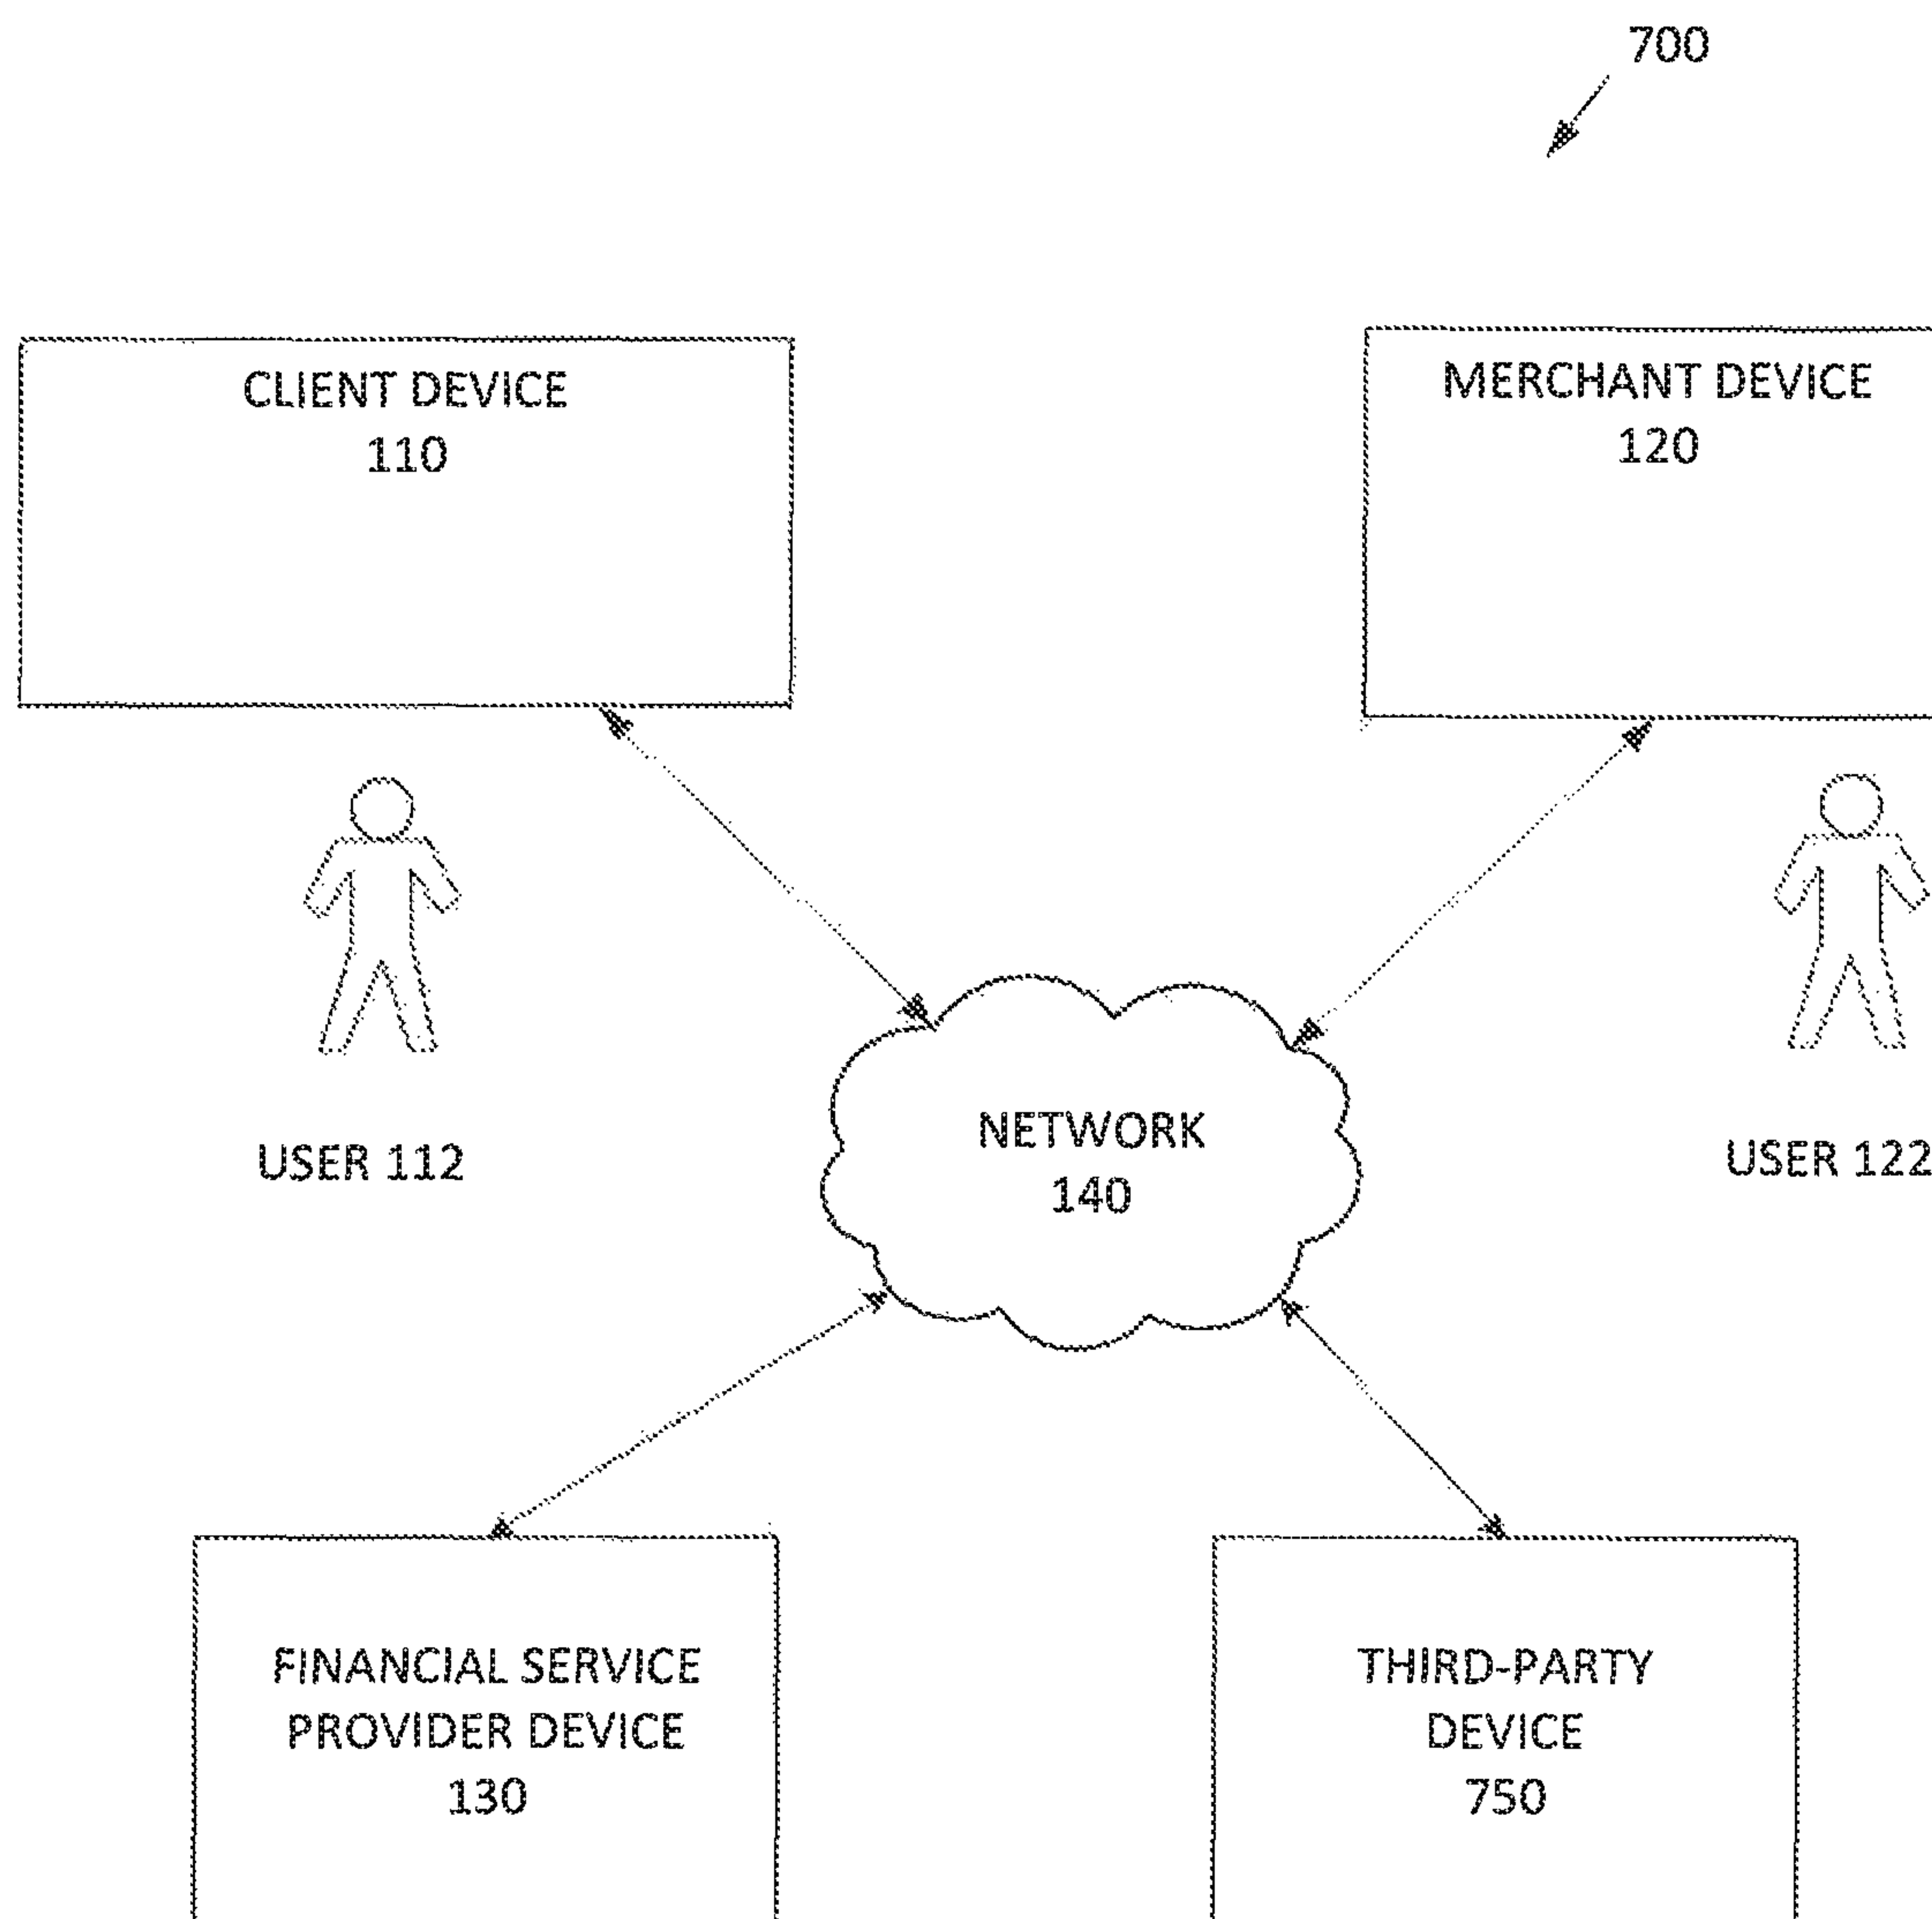 700
CLIENT DEVICE
110
MERCHANT DEVICE
120
NETWORK
140
USER 112
USER 122
FINANCIAL SERVICE
PROVIDER DEVICE
130
THIRD-PARTY
DEVICE
750